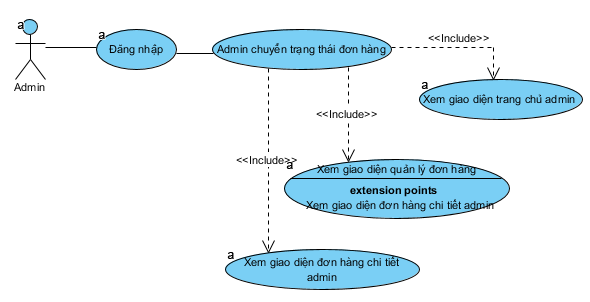 a
Admin
a
Đăng nhập
Admin chuyển trạng thái đơn hàng
<<Include>>
a
Xem giao diện trang chủ admin
<<Include>>
a
Xem giao diện quản lý đơn hàng
extension points
Xem giao diện đơn hàng chi tiết admin
<<Include>>
a
Xem giao diện đơn hàng chi tiết
admin